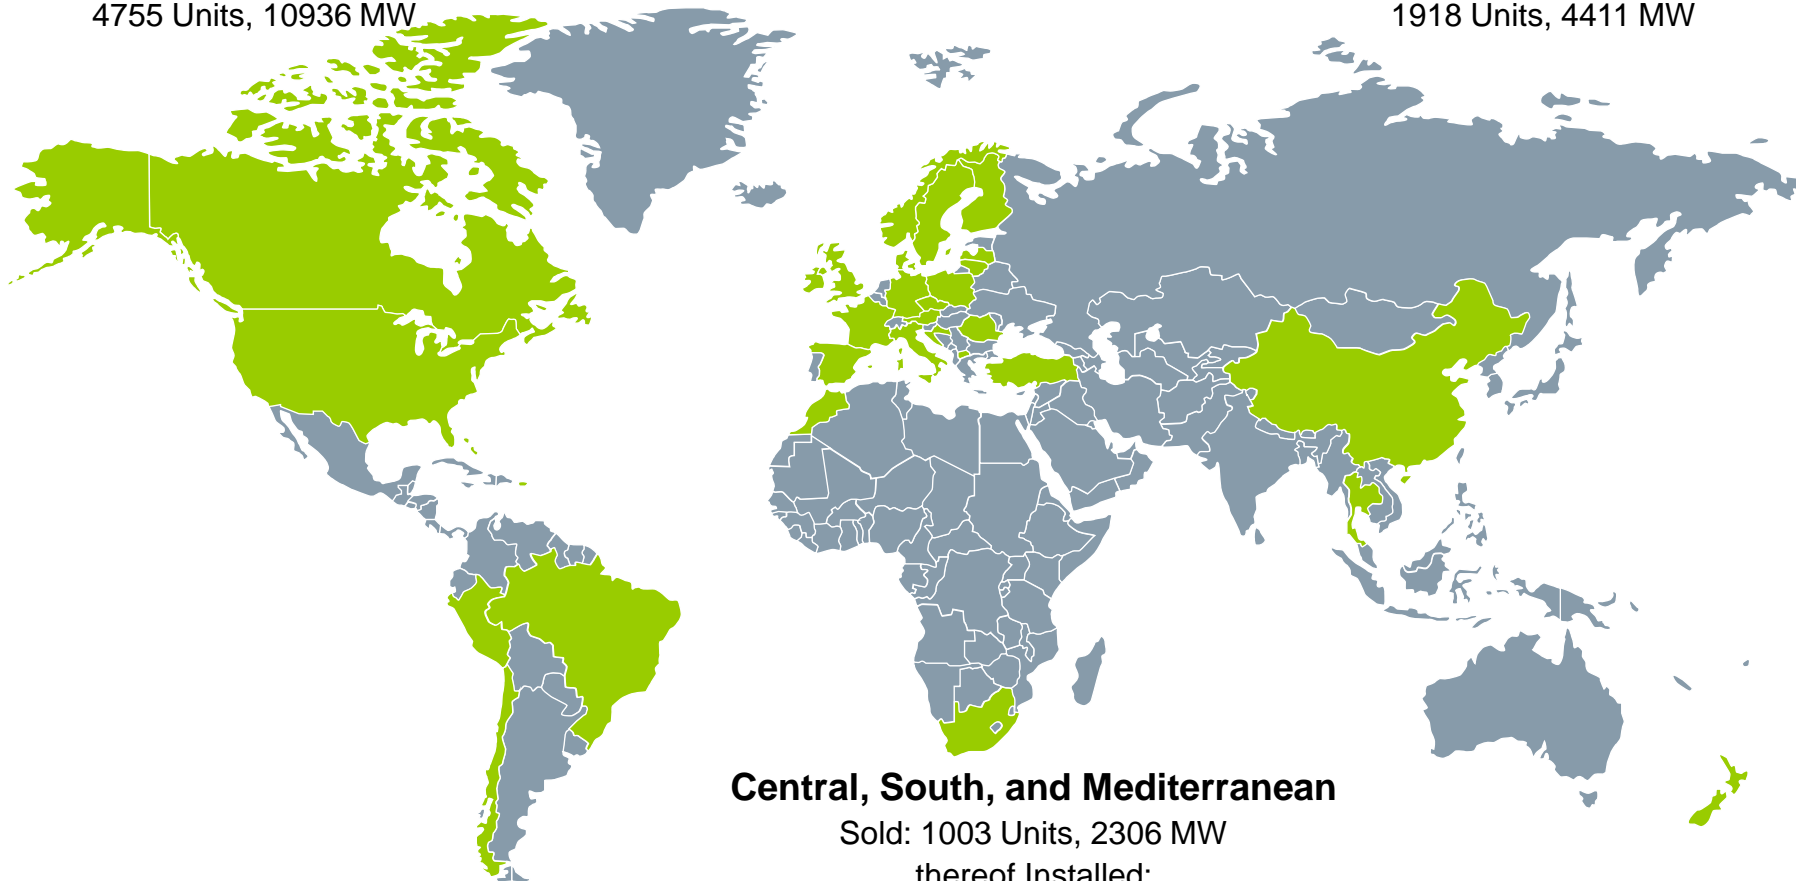 4755 Units, 10936 MW
1918 Units, 4411 MW
Central, South, and Mediterranean
Sold: 1003 Units, 2306 MW
thereof Installed: